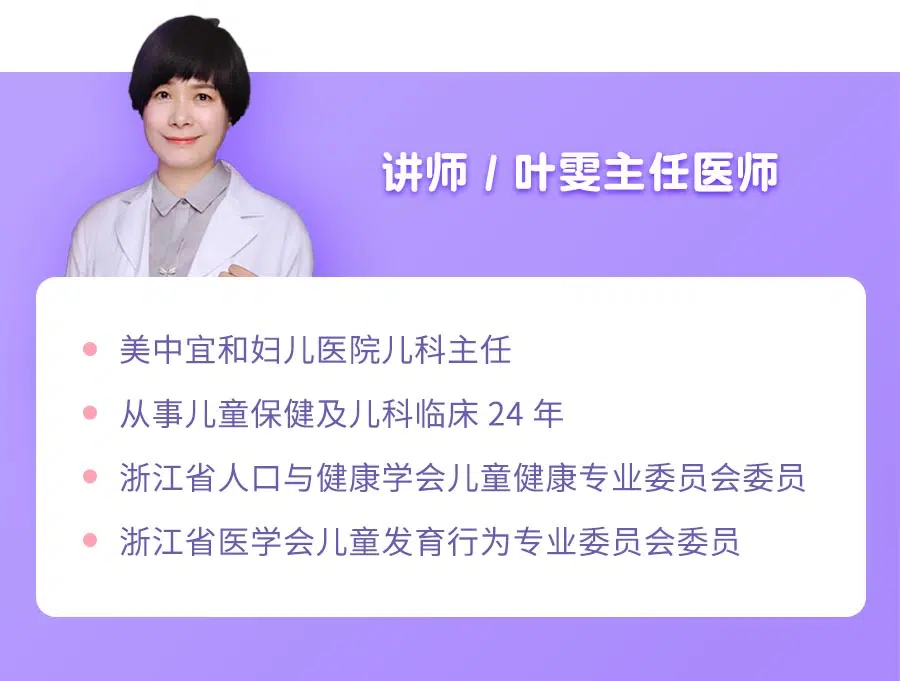 讲师 / 叶雯主任医师
美中宜和妇儿医院儿科主任
从事儿童保健及儿科临床 24 年
浙江省人口与健康学会儿童健康专业委员会委员
浙江省医学会儿童发育行为专业委员会委员